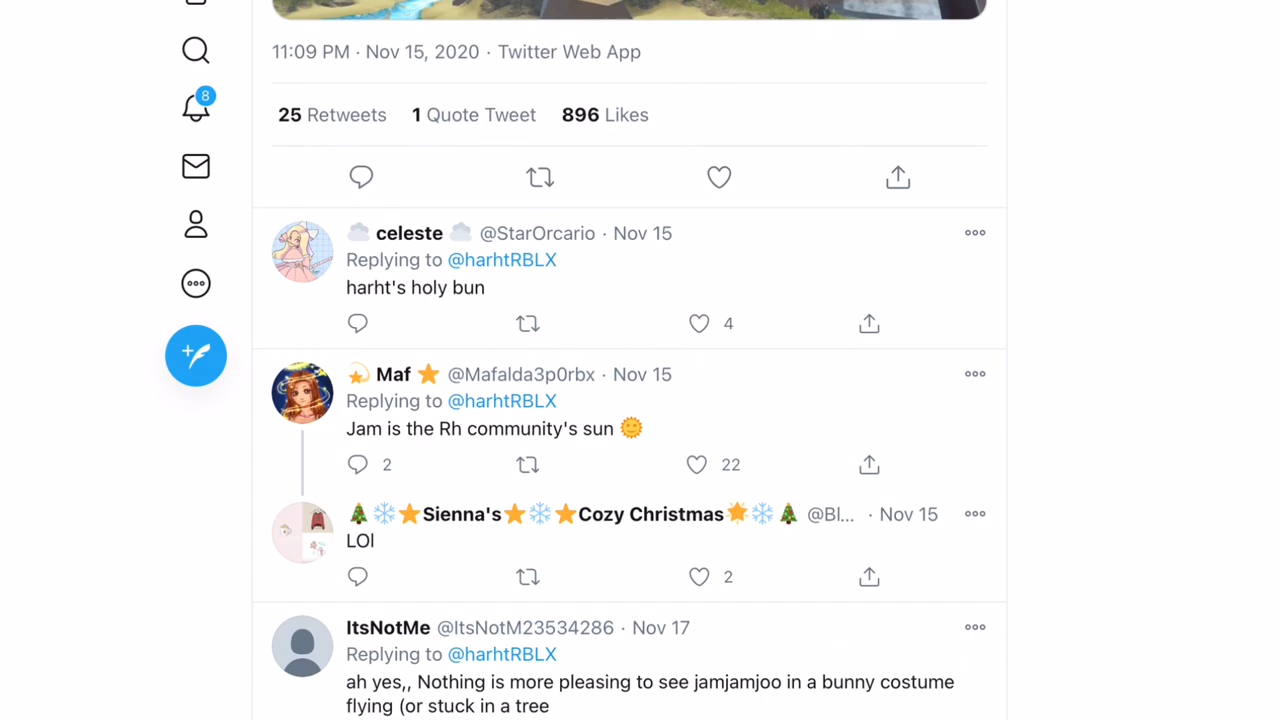 11:09 PM · Nov 15, 2020 · Twitter Web App
25 Retweets 1 Quote Tweet 896 Likes
8
celeste @StarOrcario · Nov 15
Replying to @harhtRBLX
harht's holy bun
4
Maf @Mafalda3p0rbx · Nov 15
Replying to @harhtRBLX
Jam is the Rh community's sun 🌞
2 22
🎄❄️⭐Sienna's⭐❄️⭐Cozy Christmas🌟❄️🎄 @Bl... · Nov 15
LOl
2
ItsNotMe @ItsNotM23534286 · Nov 17
Replying to @harhtRBLX
ah yes,, Nothing is more pleasing to see jamjamjoo in a bunny costume
flying (or stuck in a tree